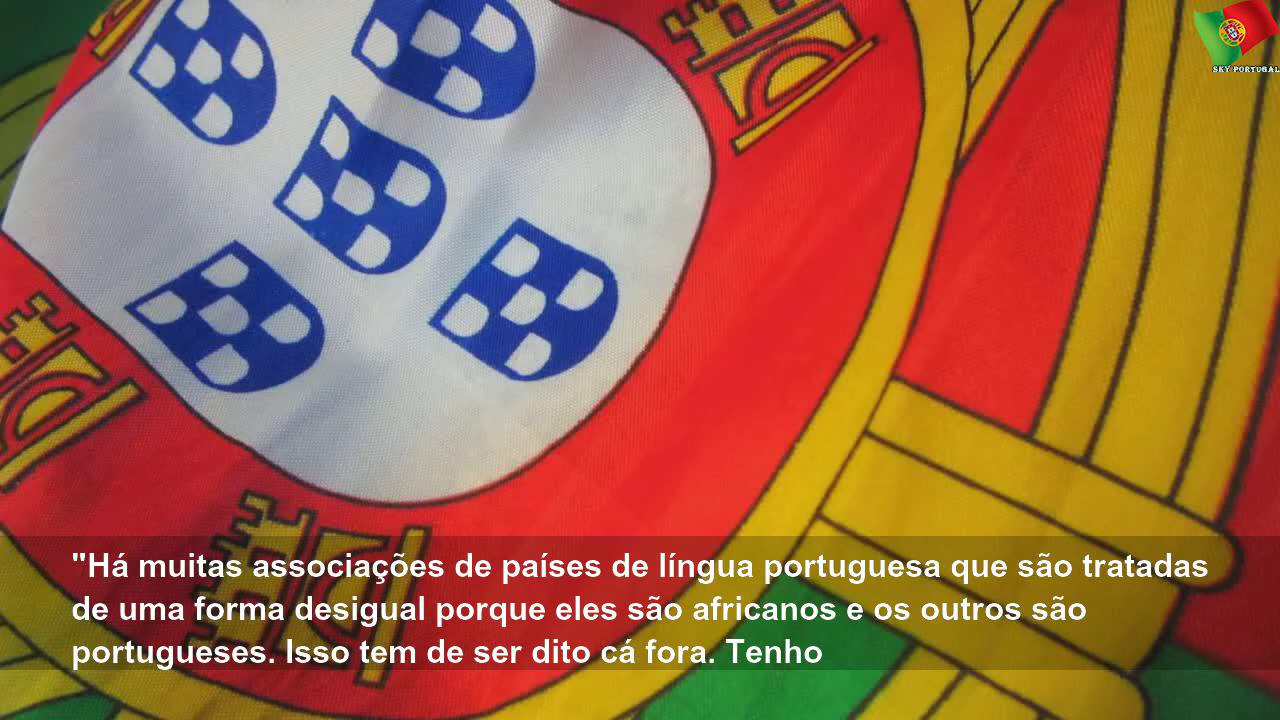 SKY PORTUGAL
"Há muitas associações de países de língua portuguesa que são tratadas
de uma forma desigual porque eles são africanos e os outros são
portugueses. Isso tem de ser dito cá fora. Tenho